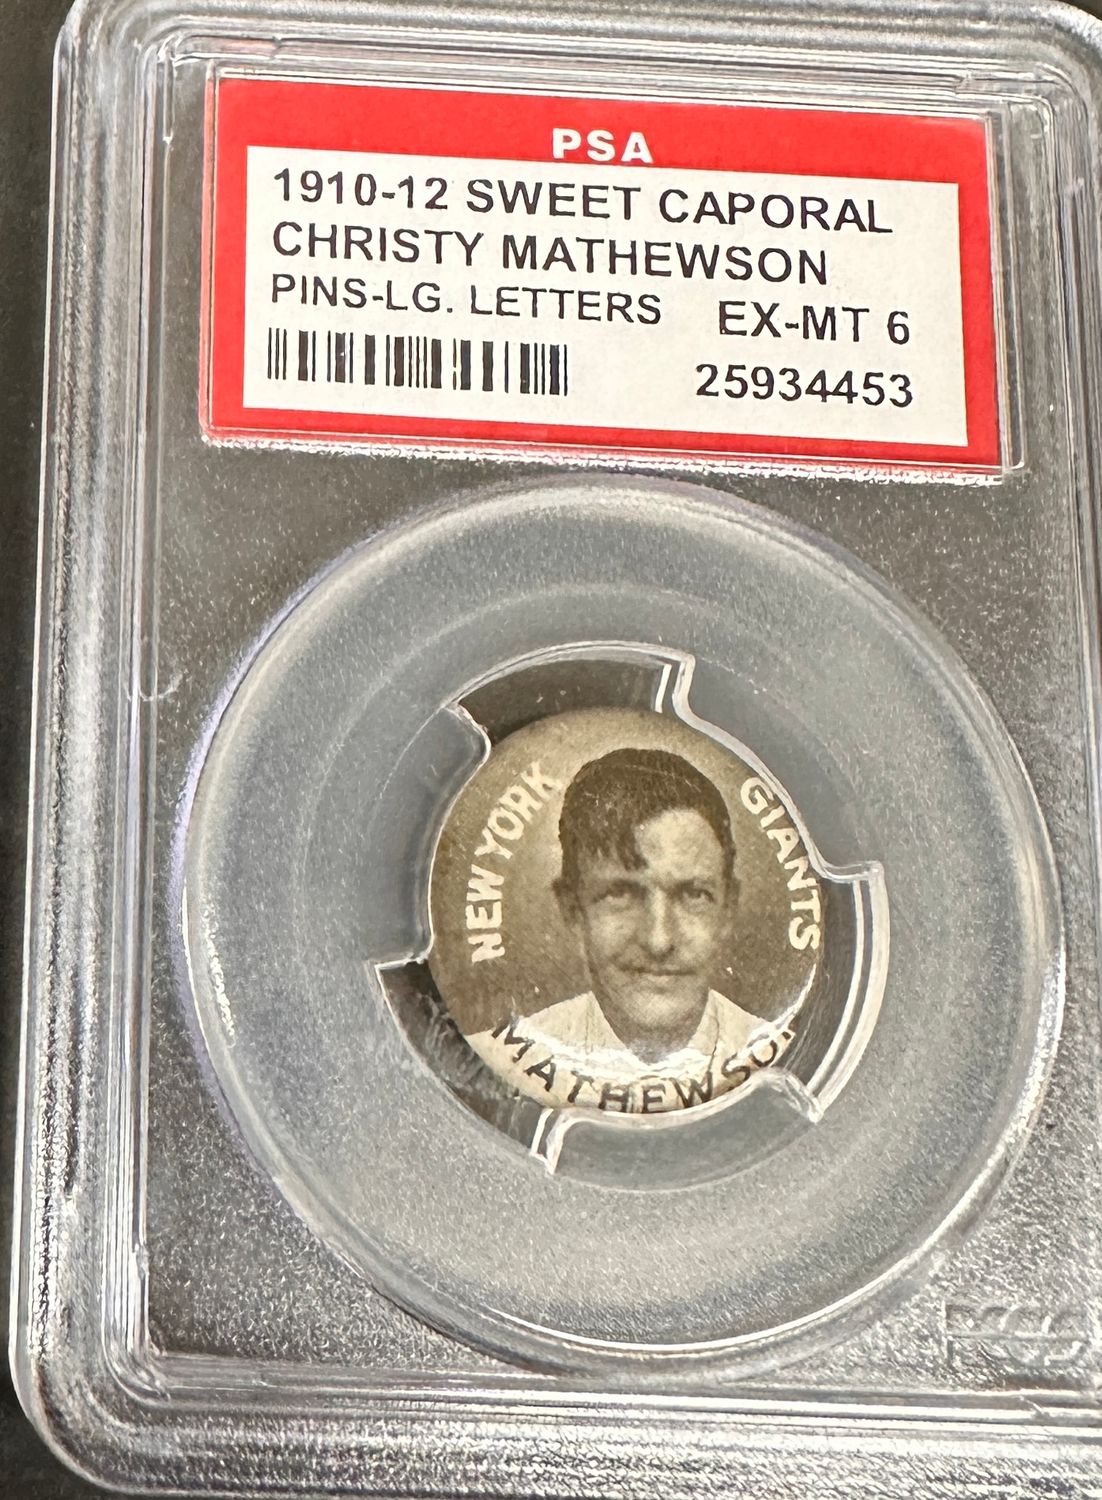 PSA
1910-12 SWEET CAPORAL
CHRISTY MATHEWSON
PINS-LG. LETTERS EX-MT 6
25934453
NEW YORK GIANTS
MATHEWSON